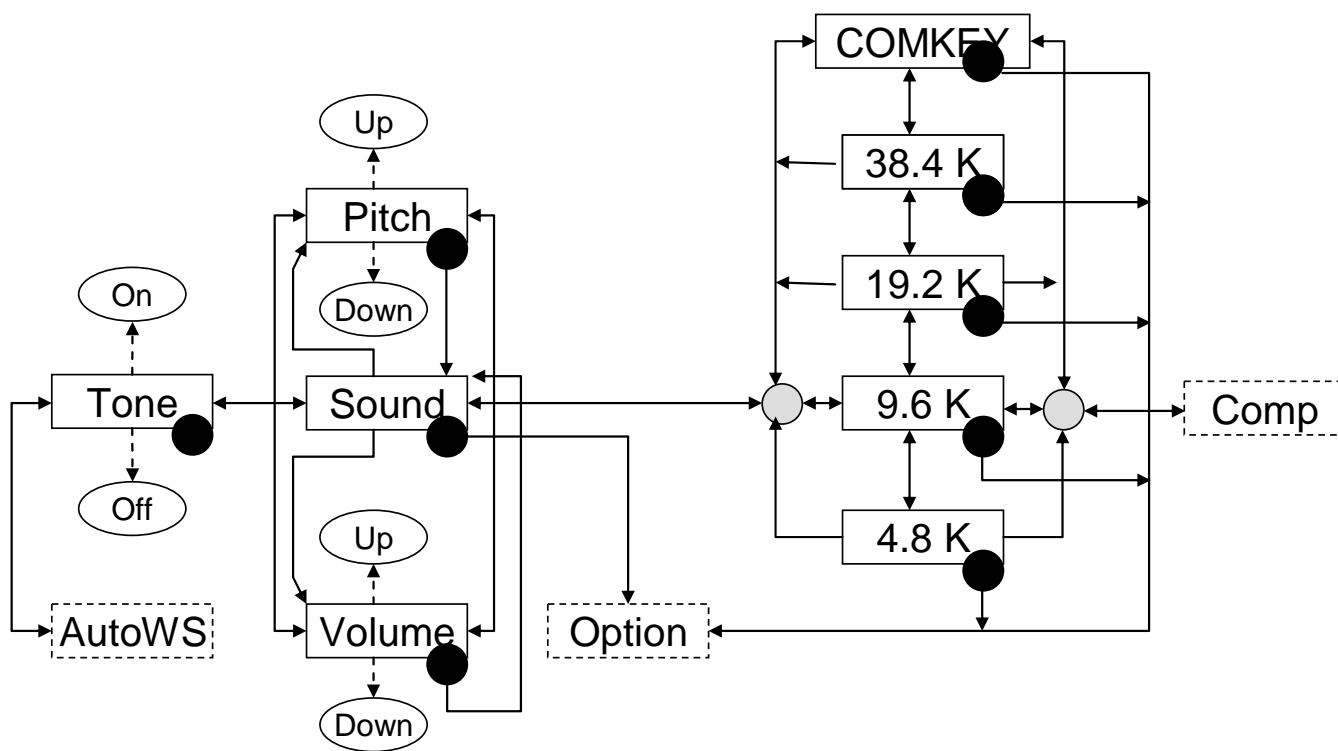 COMKEY
Up
38.4 K
Pitch
19.2 K
On
Down
Tone
Sound
9.6 K
Comp
Off
Up
4.8 K
AutoWS
Volume
Option
Down